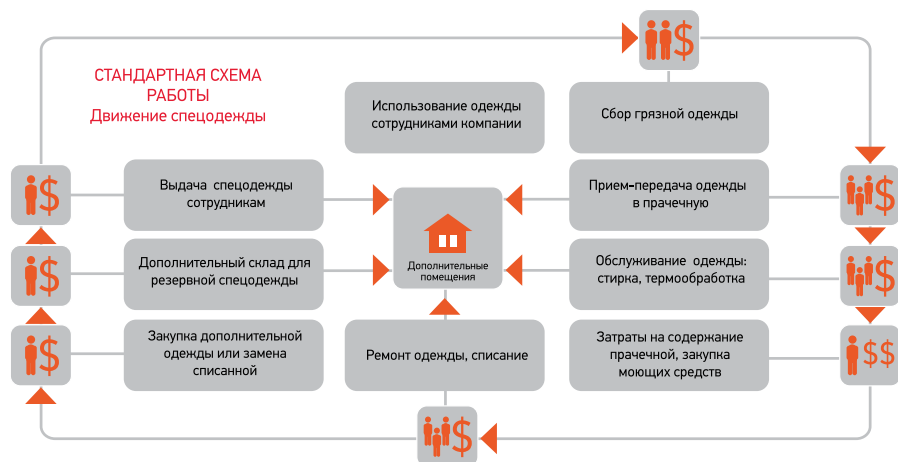 СТАНДАРТНАЯ СХЕМА
РАБОТЫ
Движение спецодежды
$
Использование одежды
сотрудниками компании
Сбор грязной одежды
$
Выдача спецодежды
сотрудникам
Прием-передача одежды
в прачечную
$
$
Дополнительный склад для
резервной спецодежды
Дополнительные
помещения
Обслуживание одежды:
стирка, термообработка
$
$
Закупка дополнительной
одежды или замена
списанной
Ремонт одежды, списание
Затраты на содержание
прачечной, закупка
моющих средств
$$
$